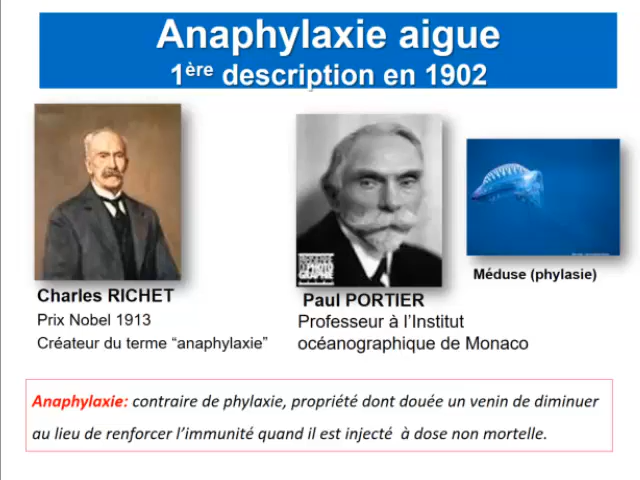 Anaphylaxie aigue
1ère description en 1902
Méduse (phylasie)
Charles RICHET
Prix Nobel 1913
Créateur du terme “anaphylaxie”
Paul PORTIER
Professeur à l’Institut
océanographique de Monaco
Anaphylaxie: contraire de phylaxie, propriété dont douée un venin de diminuer
au lieu de renforcer l’immunité quand il est injecté à dose non mortelle.